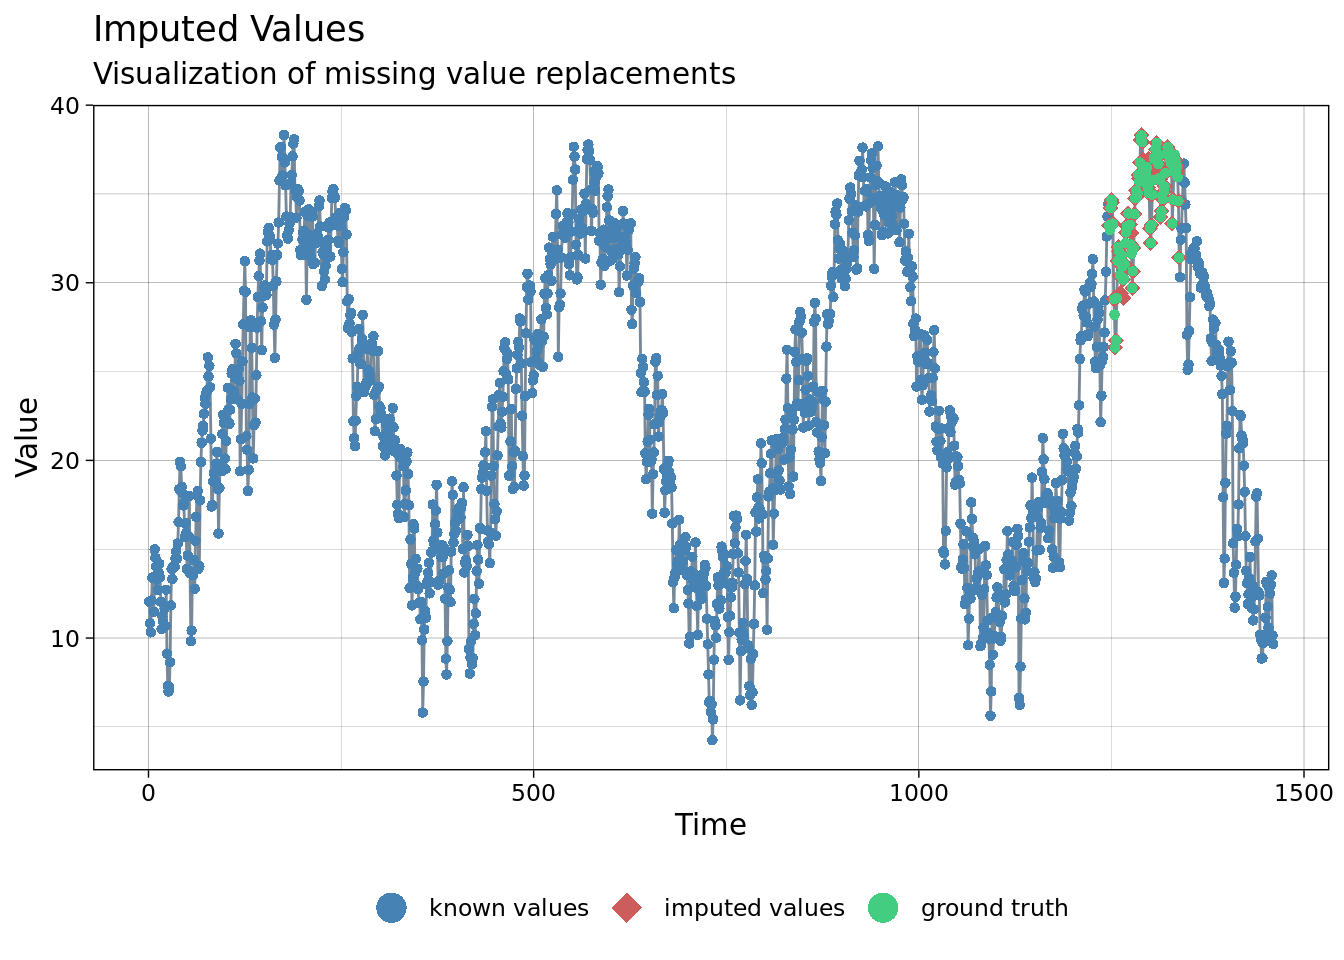 Imputed Values
Visualization of missing value replacements
40
30
20
10
Value
0
500
1000
1500
Time
known values
imputed values
ground truth